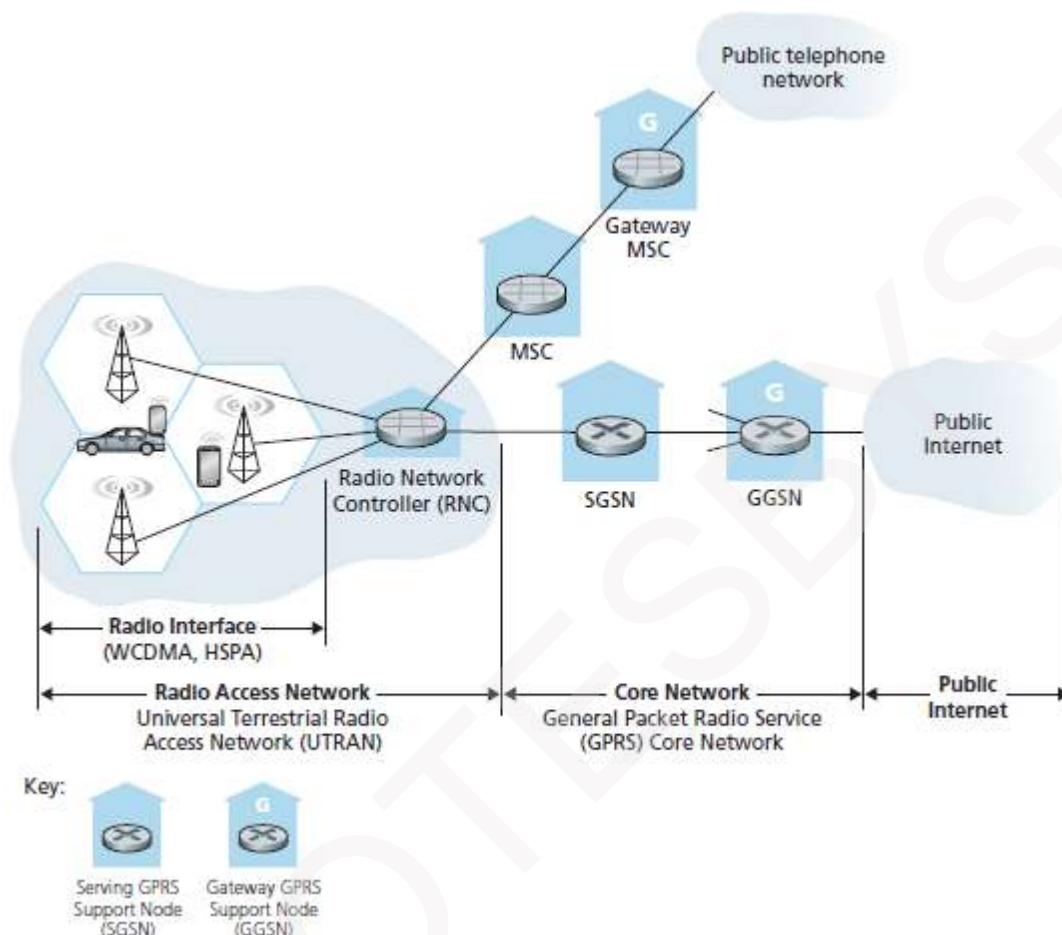 Public telephone
network
G
Gateway
MSC
MSC
G
Public
Internet
Radio Network
Controller (RNC)
SGSN
GGSN
Radio Interface
(WCDMA, HSPA)
Radio Access Network
Universal Terrestrial Radio
Access Network (UTRAN)
Core Network
General Packet Radio Service
(GPRS) Core Network
Public
Internet
Key:
G
Serving GPRS
Support Node
(SGSN)
Gateway GPRS
Support Node
(GGSN)
OTESBYS